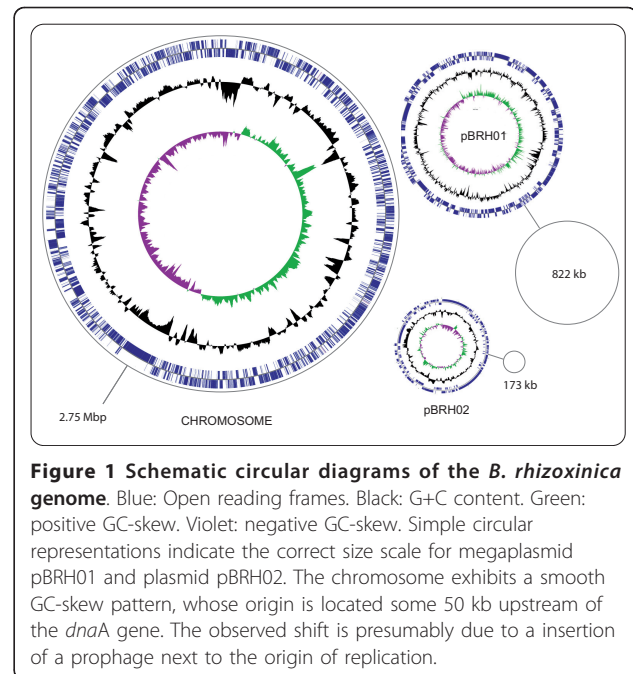 pBRH01
822 kb
173 kb
pBRH02
2.75 Mbp
CHROMOSOME
Figure 1 Schematic circular diagrams of the B. rhizoxinica
genome. Blue: Open reading frames. Black: G+C content. Green:
positive GC-skew. Violet: negative GC-skew. Simple circular
representations indicate the correct size scale for megaplasmid
pBRH01 and plasmid pBRH02. The chromosome exhibits a smooth
GC-skew pattern, whose origin is located some 50 kb upstream of
the dnaA gene. The observed shift is presumably due to a insertion
of a prophage next to the origin of replication.